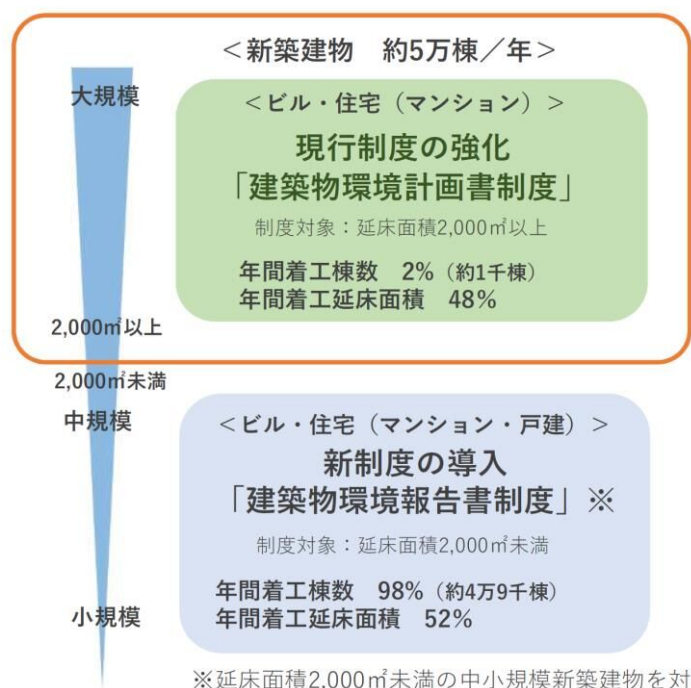 ＜新築建物　約5万棟／年＞
大規模
＜ビル・住宅（マンション）＞
現行制度の強化
「建築物環境計画書制度」
制度対象：延床面積2,000㎡以上
年間着工棟数　2%（約1千棟）
年間着工延床面積　48%
2,000㎡以上
2,000㎡未満
中規模
＜ビル・住宅（マンション・戸建）＞
新制度の導入
「建築物環境報告書制度」※
制度対象：延床面積2,000㎡未満
年間着工棟数　98%（約4万9千棟）
年間着工延床面積　52%
小規模
※延床面積2,000㎡未満の中小規模新築建物を対